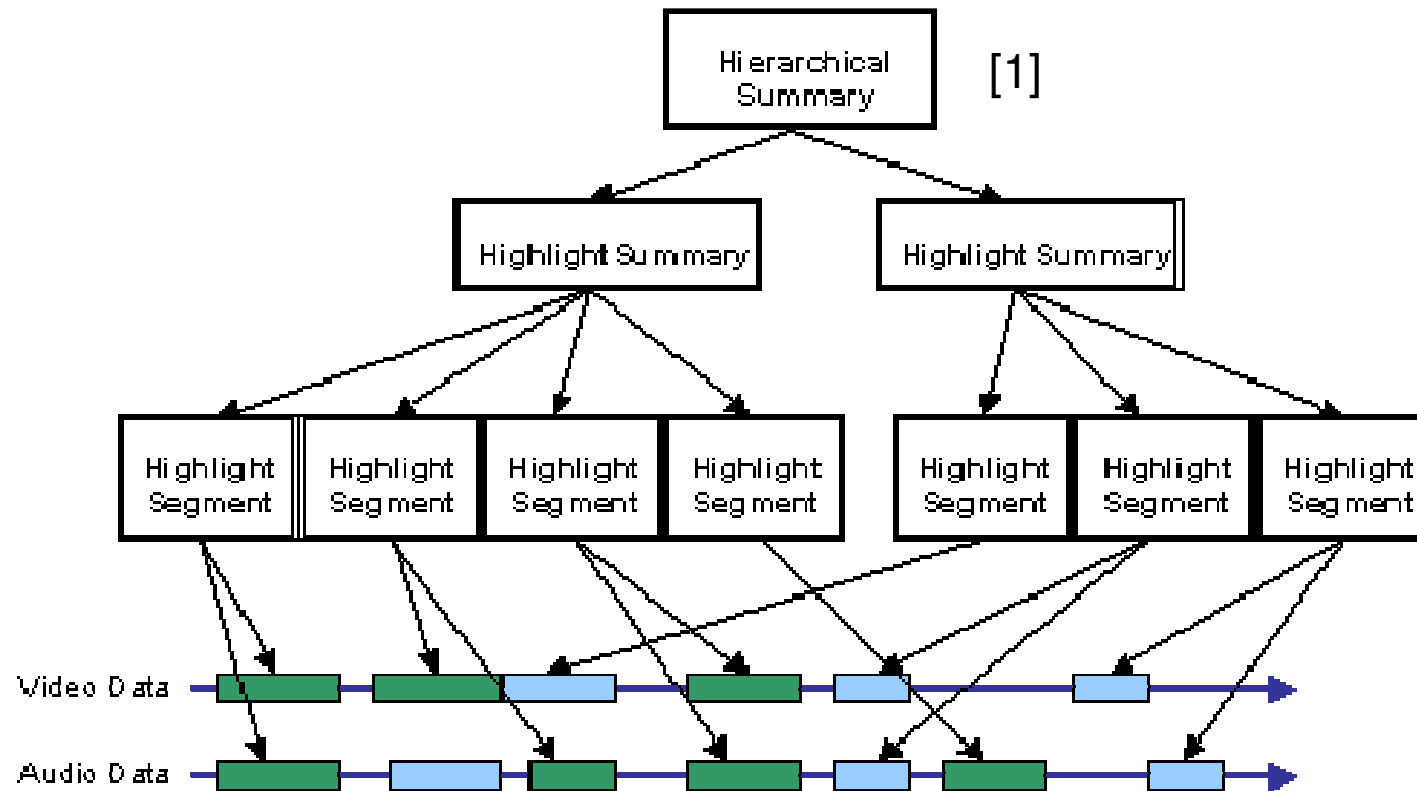 Hierarchical
Summary
[1]
Highlight Summary
Highlight Summary
Highlight
Segment
Highlight
Segment
Highlight
Segment
Highlight
Segment
Highlight
Segment
Highlight
Segment
Highlight
Segment
Video Data
Audio Data